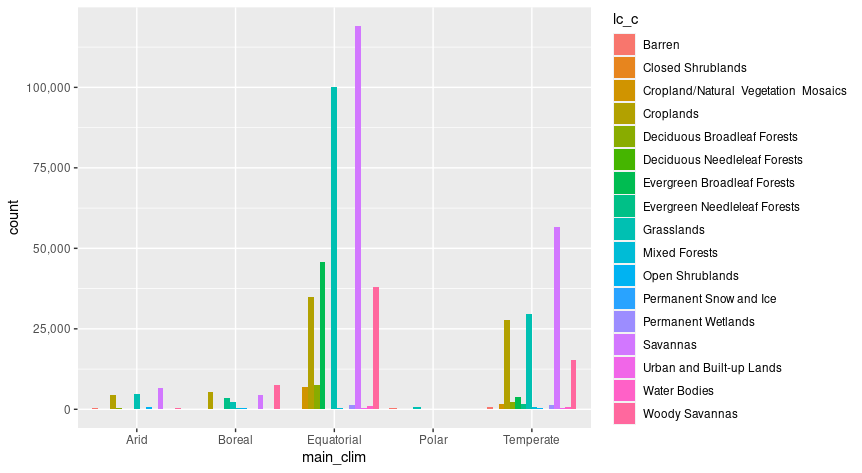 lc_c
Barren
Closed Shrublands
Cropland/Natural Vegetation Mosaics
Croplands
Deciduous Broadleaf Forests
Deciduous Needleleaf Forests
Evergreen Broadleaf Forests
Evergreen Needleleaf Forests
Grasslands
Mixed Forests
Open Shrublands
Permanent Snow and Ice
Permanent Wetlands
Savannas
Urban and Built-up Lands
Water Bodies
Woody Savannas
count
100,000
75,000
50,000
25,000
0
Arid Boreal Equatorial Polar Temperate
main_clim